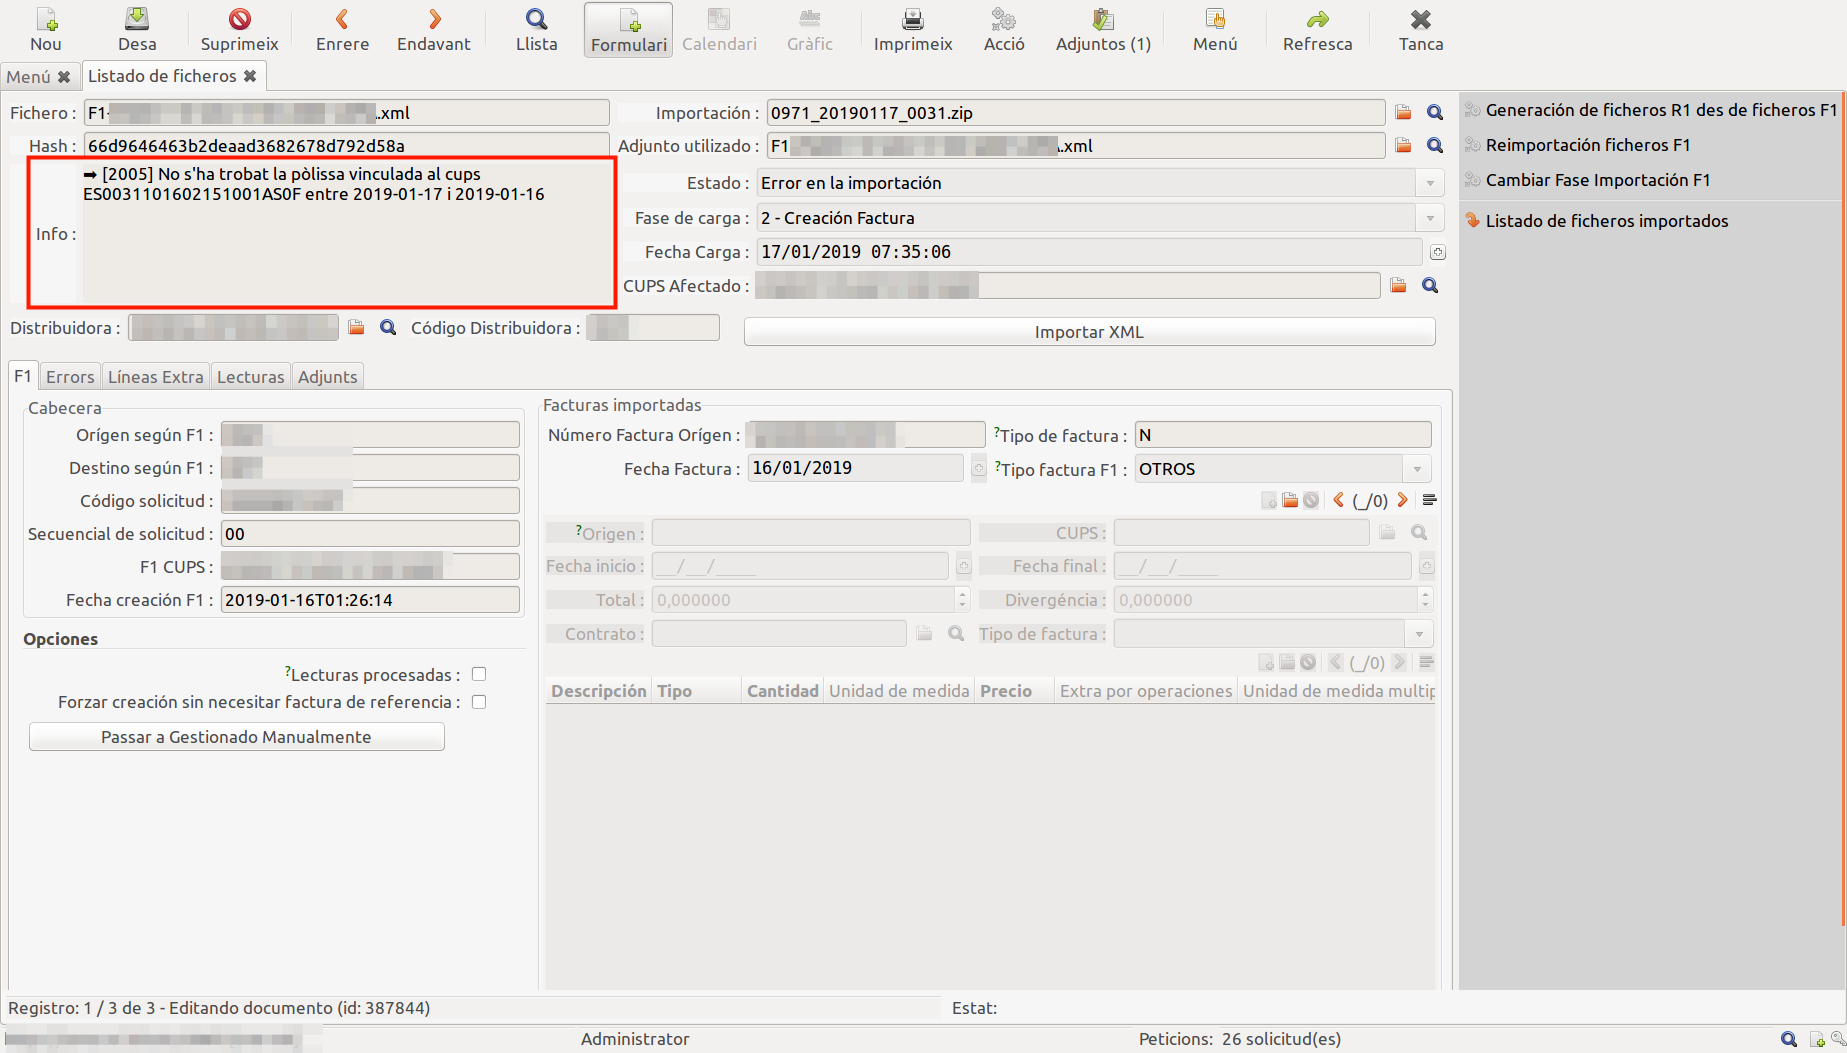 Nou Desa Suprimeix Enrere Endavant Llista Formulari Calendari Gràfic Imprimeix Acció Adjuntos (1) Menú Refresca Tanca
Menú Listado de ficheros
Fichero : F1- .xml Importación : 0971_20190117_0031.zip
Hash : 66d9646463b2deaad3682678d792d58a Adjunto utilizado : F1 .xml
Info : ➡ [2005] No s'ha trobat la pòlissa vinculada al cups
ES0031101602151001AS0F entre 2019-01-17 i 2019-01-16
Estado : Error en la importación
Fase de carga : 2 - Creación Factura
Fecha Carga : 17/01/2019 07:35:06
CUPS Afectado :
Distribuidora : Código Distribuidora : Importar XML
Generación de ficheros R1 des de ficheros F1
Reimportación ficheros F1
Cambiar Fase Importación F1
Listado de ficheros importados
F1 Errors Líneas Extra Lecturas Adjunts
Cabecera
Orígen según F1 :
Destino según F1 :
Código solicitud :
Secuencial de solicitud : 00
F1 CUPS :
Fecha creación F1 : 2019-01-16T01:26:14
Opciones
?Lecturas procesadas :
Forzar creación sin necesitar factura de referencia :
Passar a Gestionado Manualmente
Facturas importadas
Número Factura Orígen : ?Tipo de factura : N
Fecha Factura : 16/01/2019 ?Tipo factura F1 : OTROS
(_/0)
?Origen : CUPS :
Fecha inicio : __/__/____ Fecha final : __/__/____
Total : 0,000000 Divergéncia : 0,000000
Contrato : Tipo de factura :
(_/0)
Descripción Tipo Cantidad Unidad de medida Precio Extra por operaciones Unidad de medida multip
Registro: 1 / 3 de 3 - Editando documento (id: 387844) Estat:
Administrator Peticions: 26 solicitud(es)